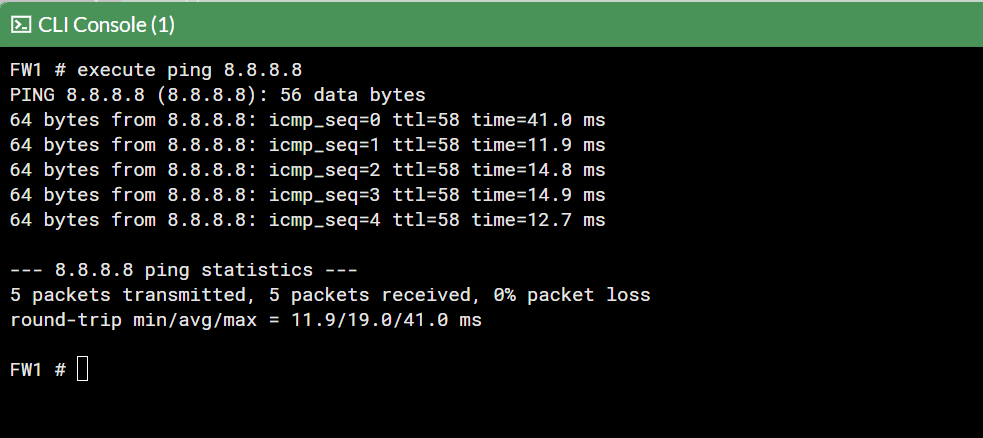 CLI Console (1)
FW1 # execute ping 8.8.8.8
PING 8.8.8.8 (8.8.8.8): 56 data bytes
64 bytes from 8.8.8.8: icmp_seq=0 ttl=58 time=41.0 ms
64 bytes from 8.8.8.8: icmp_seq=1 ttl=58 time=11.9 ms
64 bytes from 8.8.8.8: icmp_seq=2 ttl=58 time=14.8 ms
64 bytes from 8.8.8.8: icmp_seq=3 ttl=58 time=14.9 ms
64 bytes from 8.8.8.8: icmp_seq=4 ttl=58 time=12.7 ms
--- 8.8.8.8 ping statistics ---
5 packets transmitted, 5 packets received, 0% packet loss
round-trip min/avg/max = 11.9/19.0/41.0 ms
FW1 #